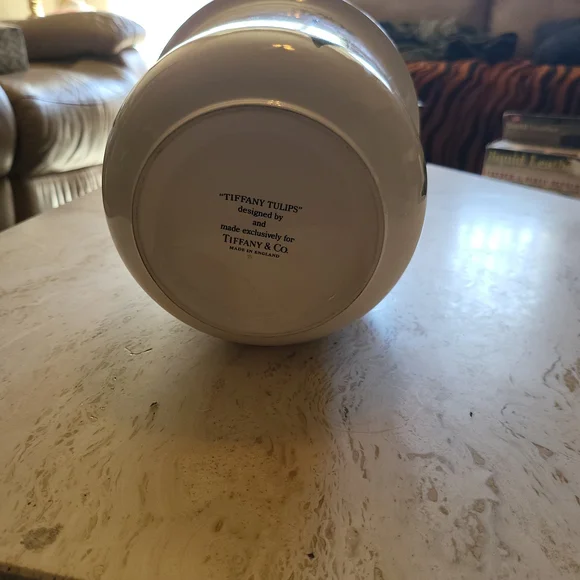 "TIFFANY TULIPS"
designed by
and
made exclusively for
TIFFANY & CO.
MADE IN ENGLAND